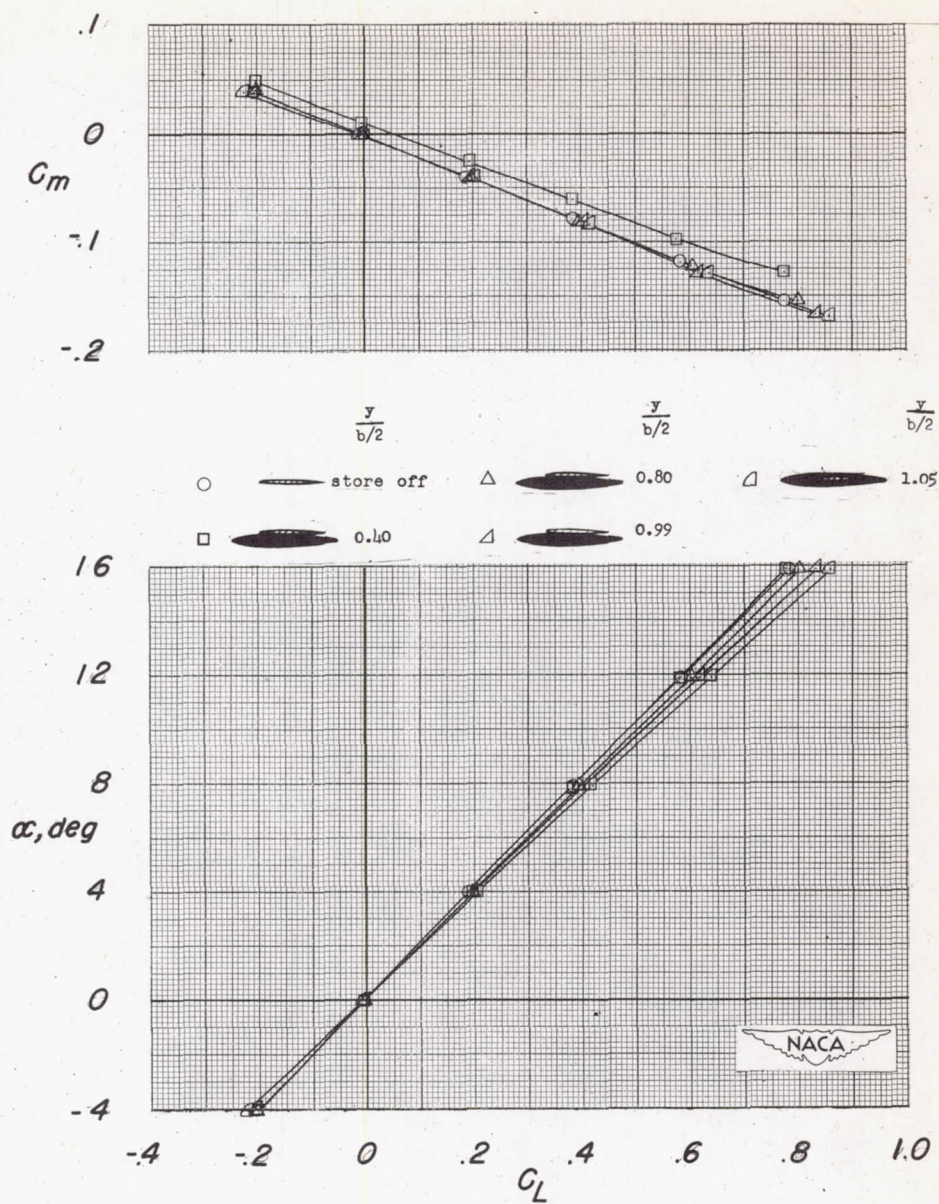 .1
0
Cm
-.1
-.2
y
b/2
y
b/2
y
b/2
store off
0.80
1.05
0.40
0.99
16
12
8
α, deg
4
0
NACA
-4
-.4 -.2 0 .2 .4 .6 .8 1.0
CL